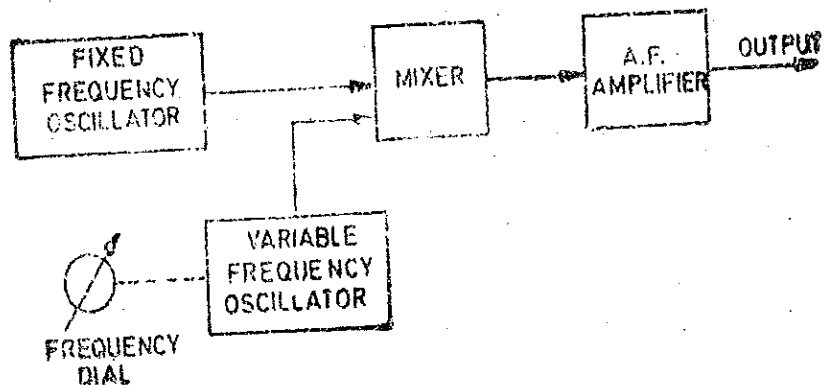 FIXED
FREQUENCY
OSCILLATOR
MIXER
A.F.
AMPLIFIER
OUTPUT
VARIABLE
FREQUENCY
OSCILLATOR
FREQUENCY
DIAL